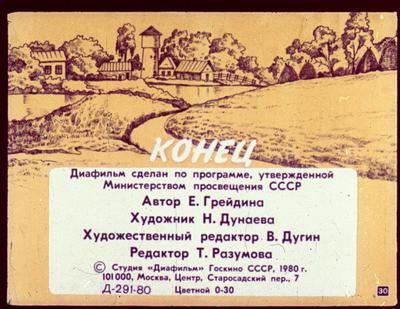 КОНЕЦ
Диафильм сделан по программе, утвержденной
Министерством просвещения СССР
Автор Е. Грейдина
Художник Н. Дунаева
Художественный редактор В. Дугин
Редактор Т. Разумова
© Студия «Диафильм» Госкино СССР, 1980 г.
101000, Москва, Центр, Старосадский пер., 7
Д-291-80 Цветной 0-30
30